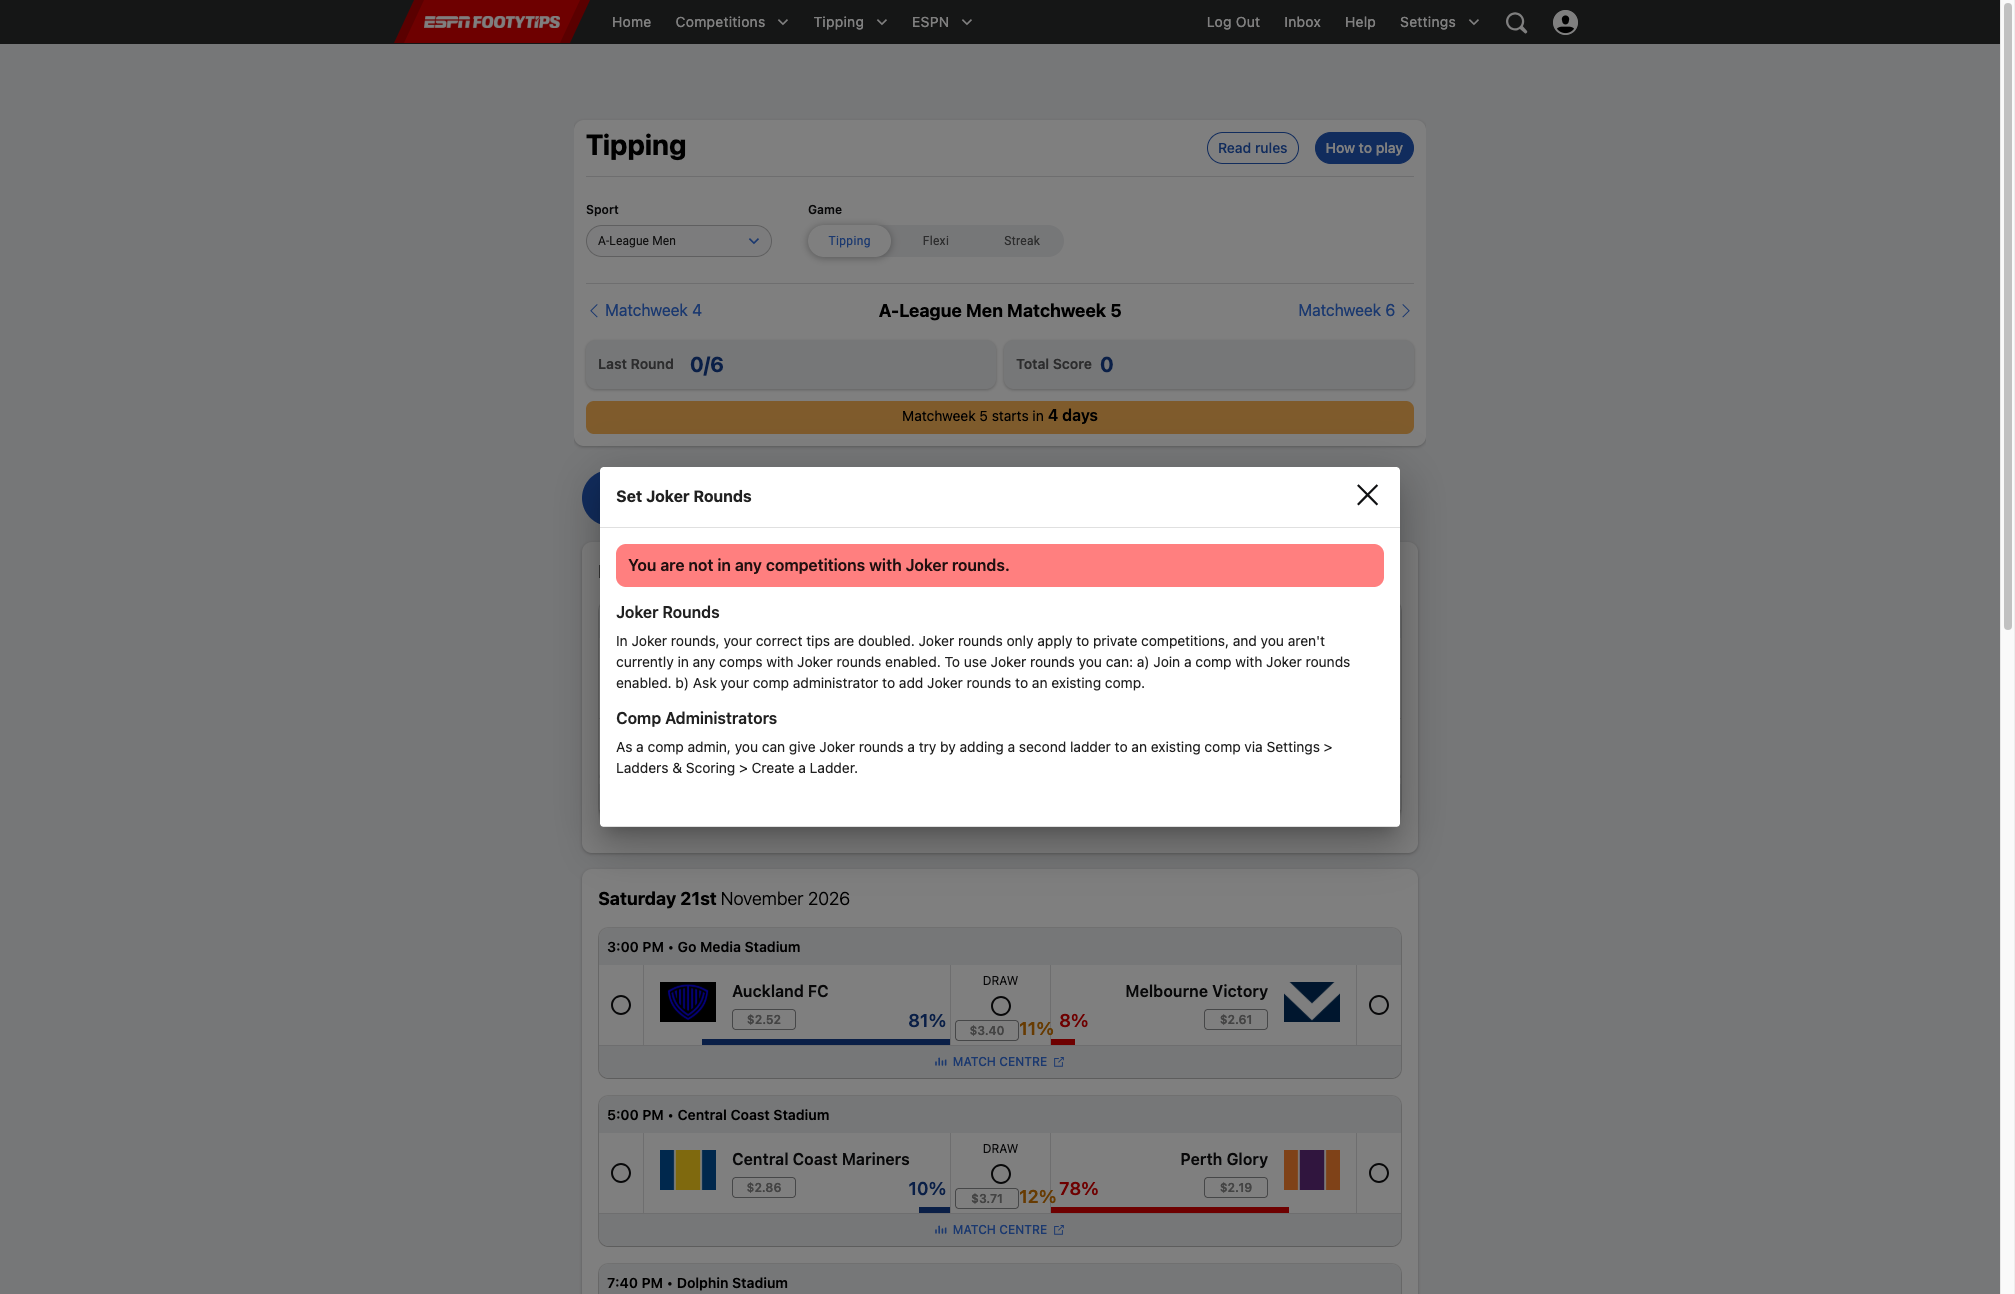 ESPN FOOTYTIPS
Home Competitions Tipping ESPN Log Out Inbox Help Settings
Tipping
Read rules How to play
Sport Game
A-League Men Tipping Flexi Streak
Matchweek 4 A-League Men Matchweek 5 Matchweek 6
Last Round 0/6 Total Score 0
Matchweek 5 starts in 4 days
Set Joker Rounds
You are not in any competitions with Joker rounds.
Joker Rounds
In Joker rounds, your correct tips are doubled. Joker rounds only apply to private competitions, and you aren't
currently in any comps with Joker rounds enabled. To use Joker rounds you can: a) Join a comp with Joker rounds
enabled. b) Ask your comp administrator to add Joker rounds to an existing comp.
Comp Administrators
As a comp admin, you can give Joker rounds a try by adding a second ladder to an existing comp via Settings >
Ladders & Scoring > Create a Ladder.
Saturday 21st November 2026
3:00 PM • Go Media Stadium
DRAW
Auckland FC Melbourne Victory
$2.52 81% $3.40 11% 8% $2.61
MATCH CENTRE
5:00 PM • Central Coast Stadium
DRAW
Central Coast Mariners Perth Glory
$2.86 10% $3.71 12% 78% $2.19
MATCH CENTRE
7:40 PM • Dolphin Stadium